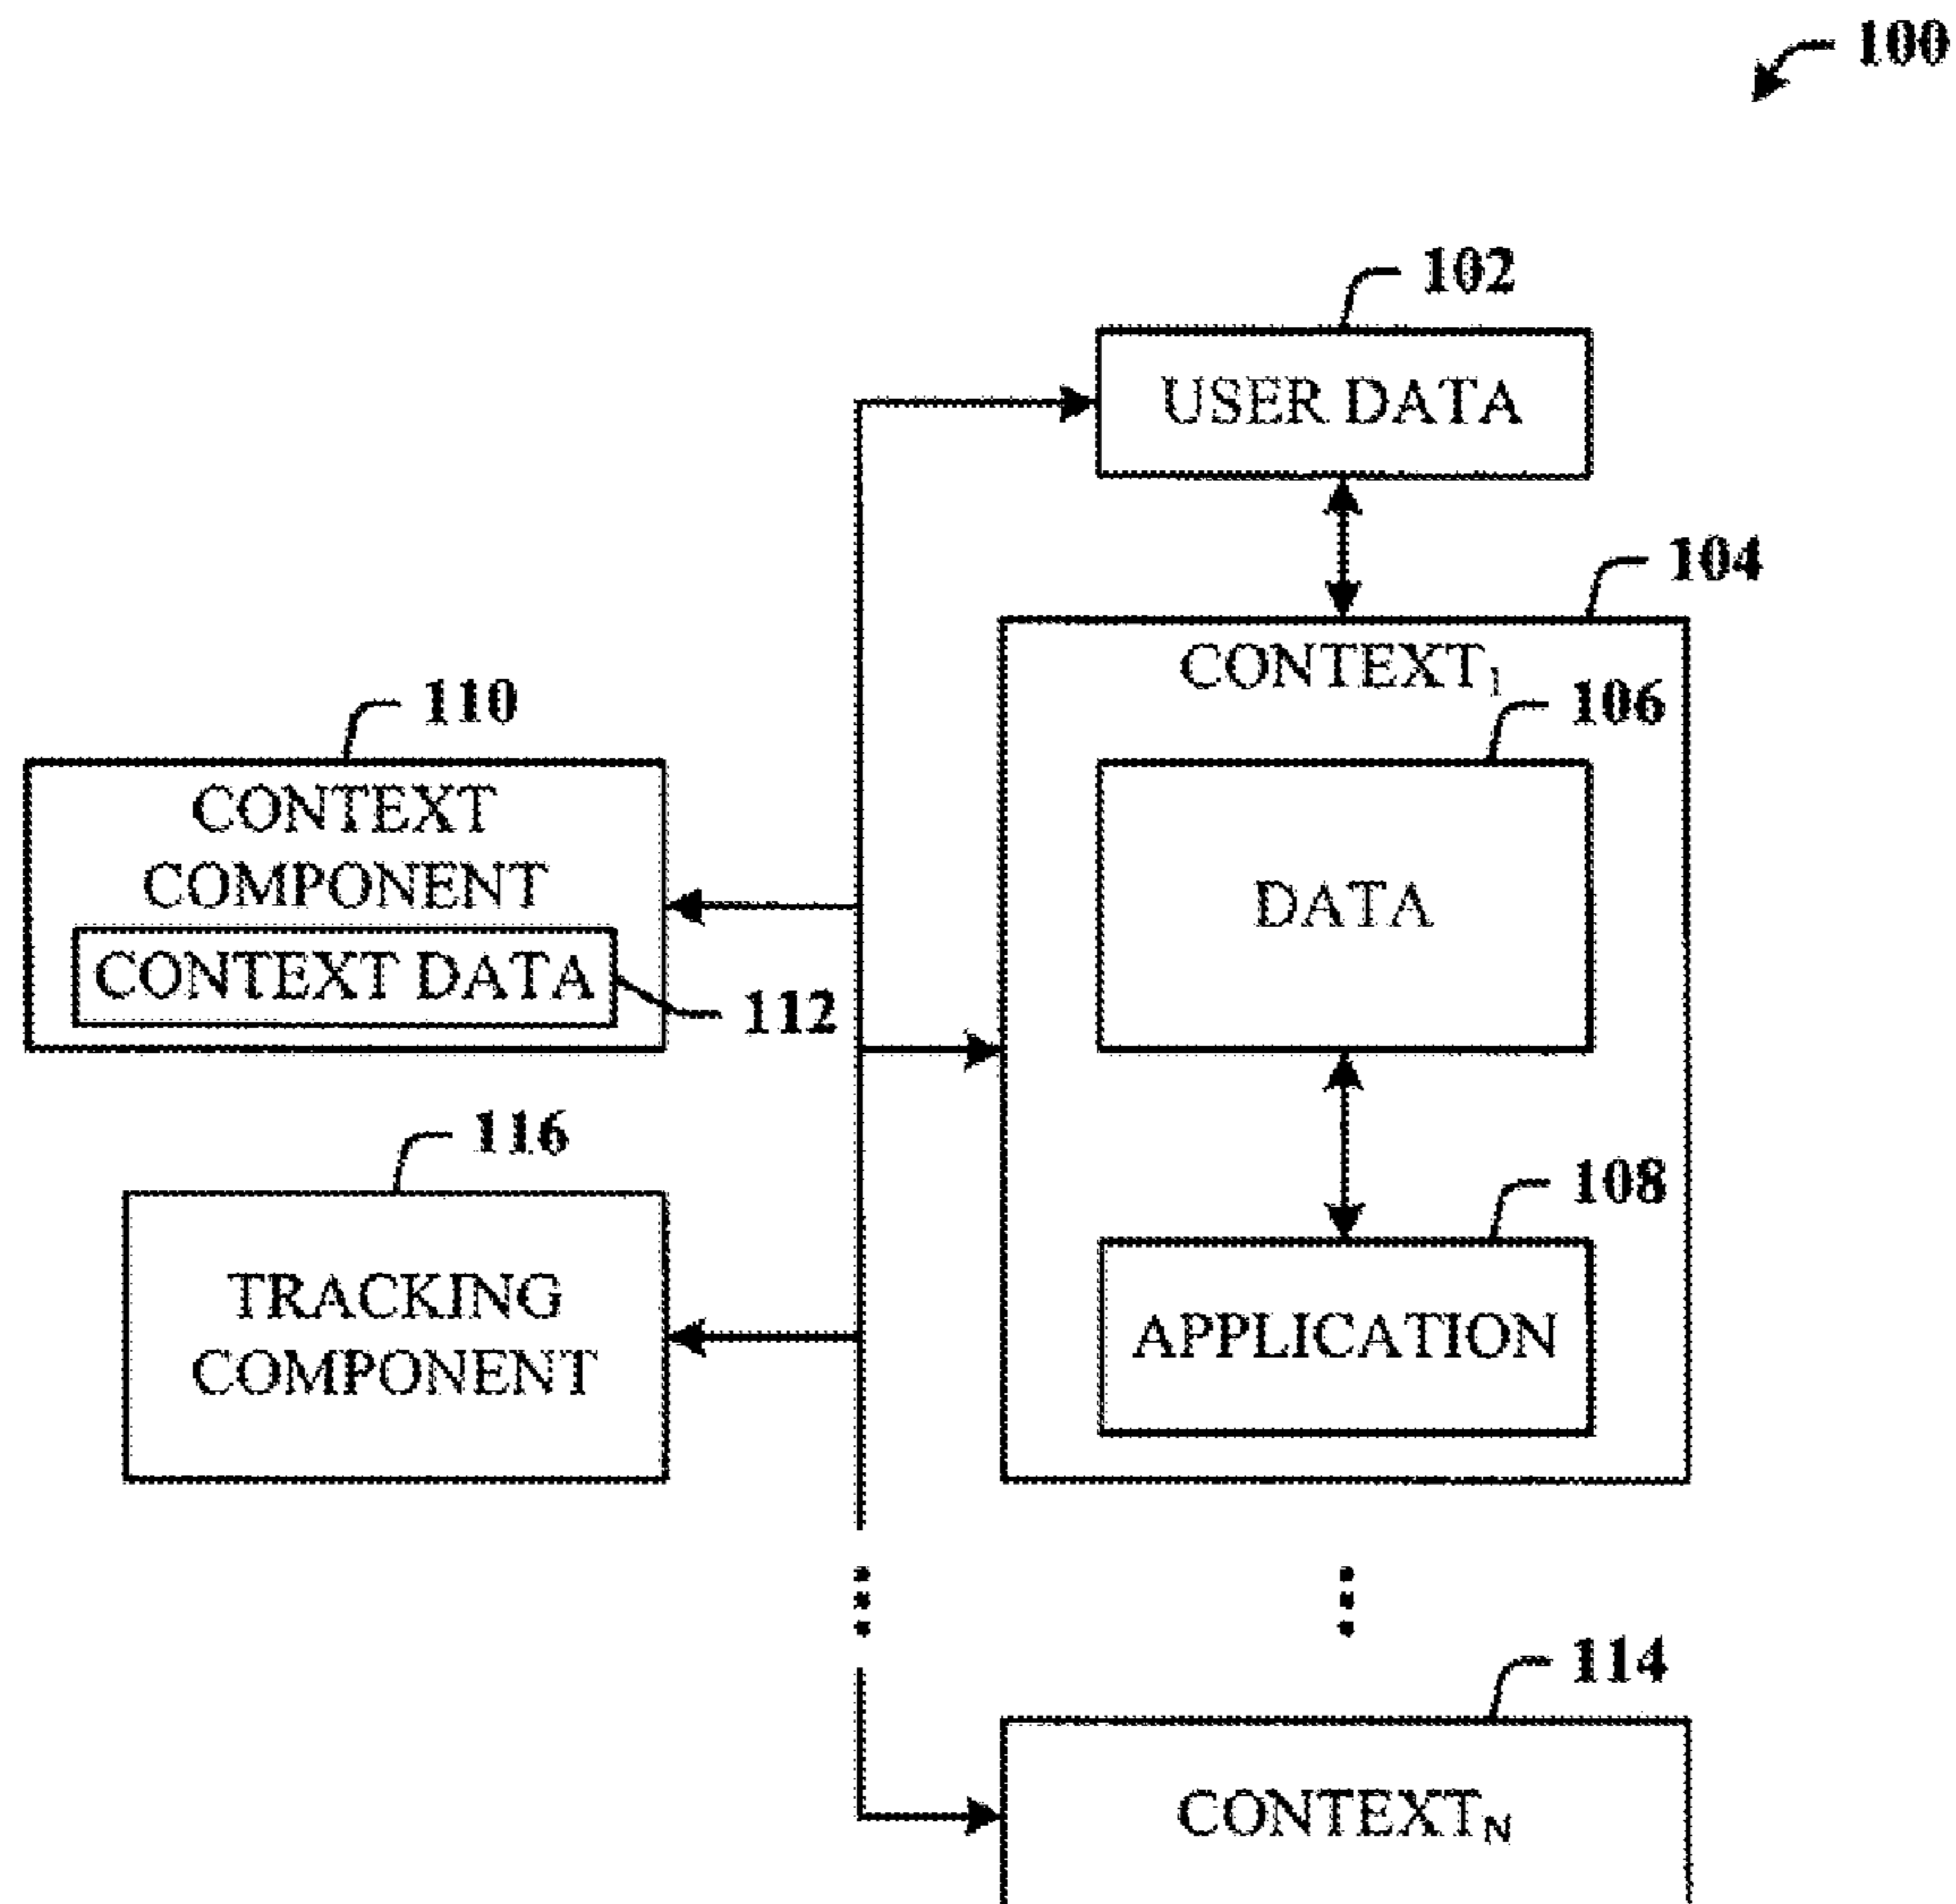 100
102
USER DATA
104
CONTEXT₁
106
DATA
110
CONTEXT
COMPONENT
CONTEXT DATA
112
116
TRACKING
COMPONENT
108
APPLICATION
114
CONTEXT_N